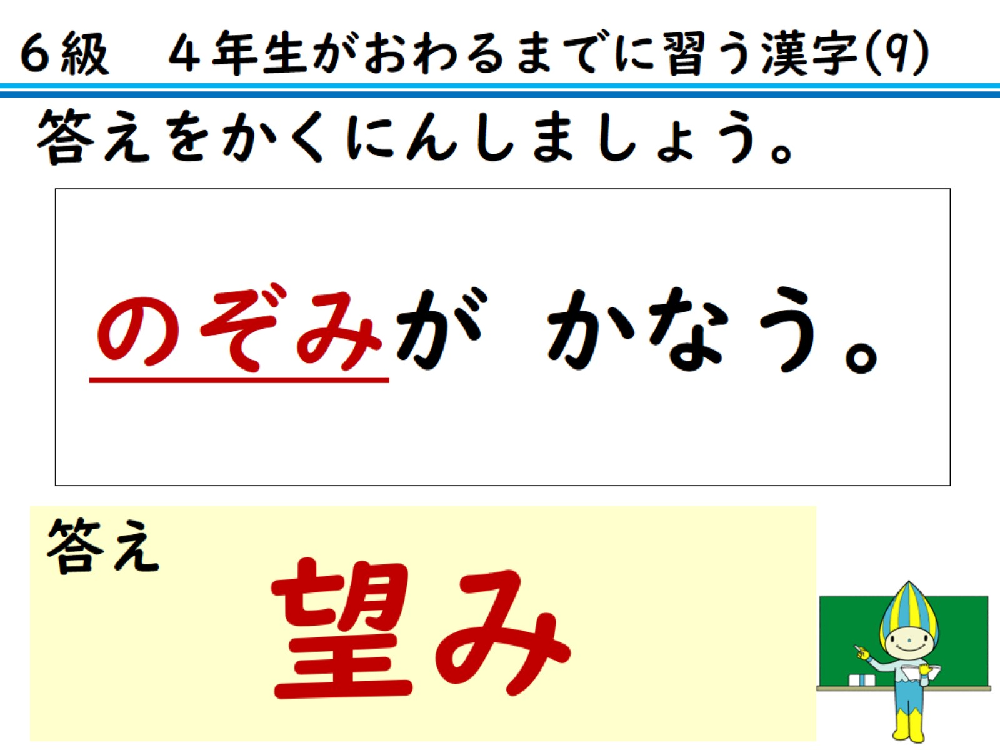 ６級　４年生がおわるまでに習う漢字(9)
答えをかくにんしましょう。
のぞみが かなう。
答え
望み